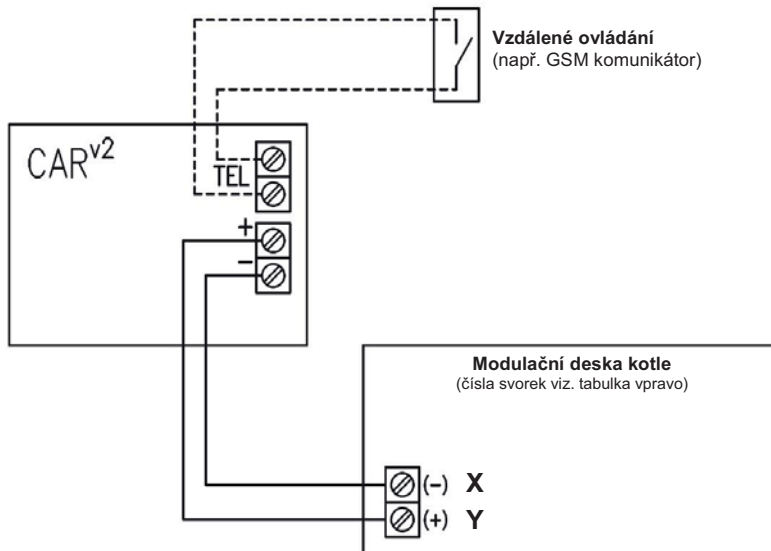 Vzdálené ovládání
(např. GSM komunikátor)
CARv2
TEL
+
−
Modulační deska kotle
(čísla svorek viz. tabulka vpravo)
(−) X
(+) Y